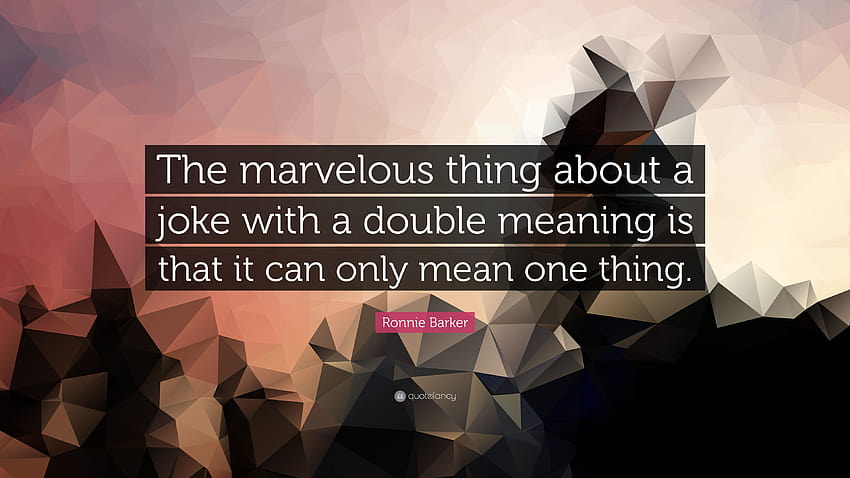 The marvelous thing about a
joke with a double meaning is
that it can only mean one thing.
Ronnie Barker
quotefancy